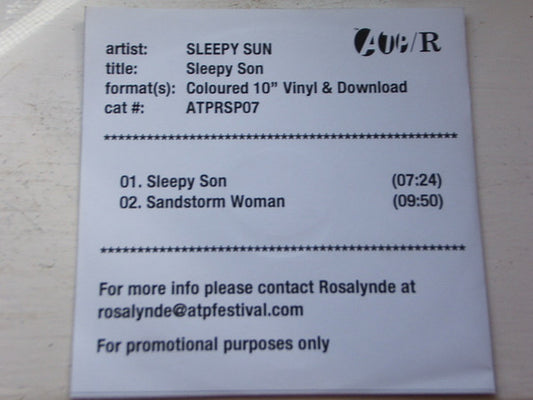 ATP/R
artist: SLEEPY SUN
title: Sleepy Son
format(s): Coloured 10" Vinyl & Download
cat #: ATPRSP07
************************************************
01. Sleepy Son (07:24)
02. Sandstorm Woman (09:50)
************************************************
For more info please contact Rosalynde at
rosalynde@atpfestival.com
For promotional purposes only